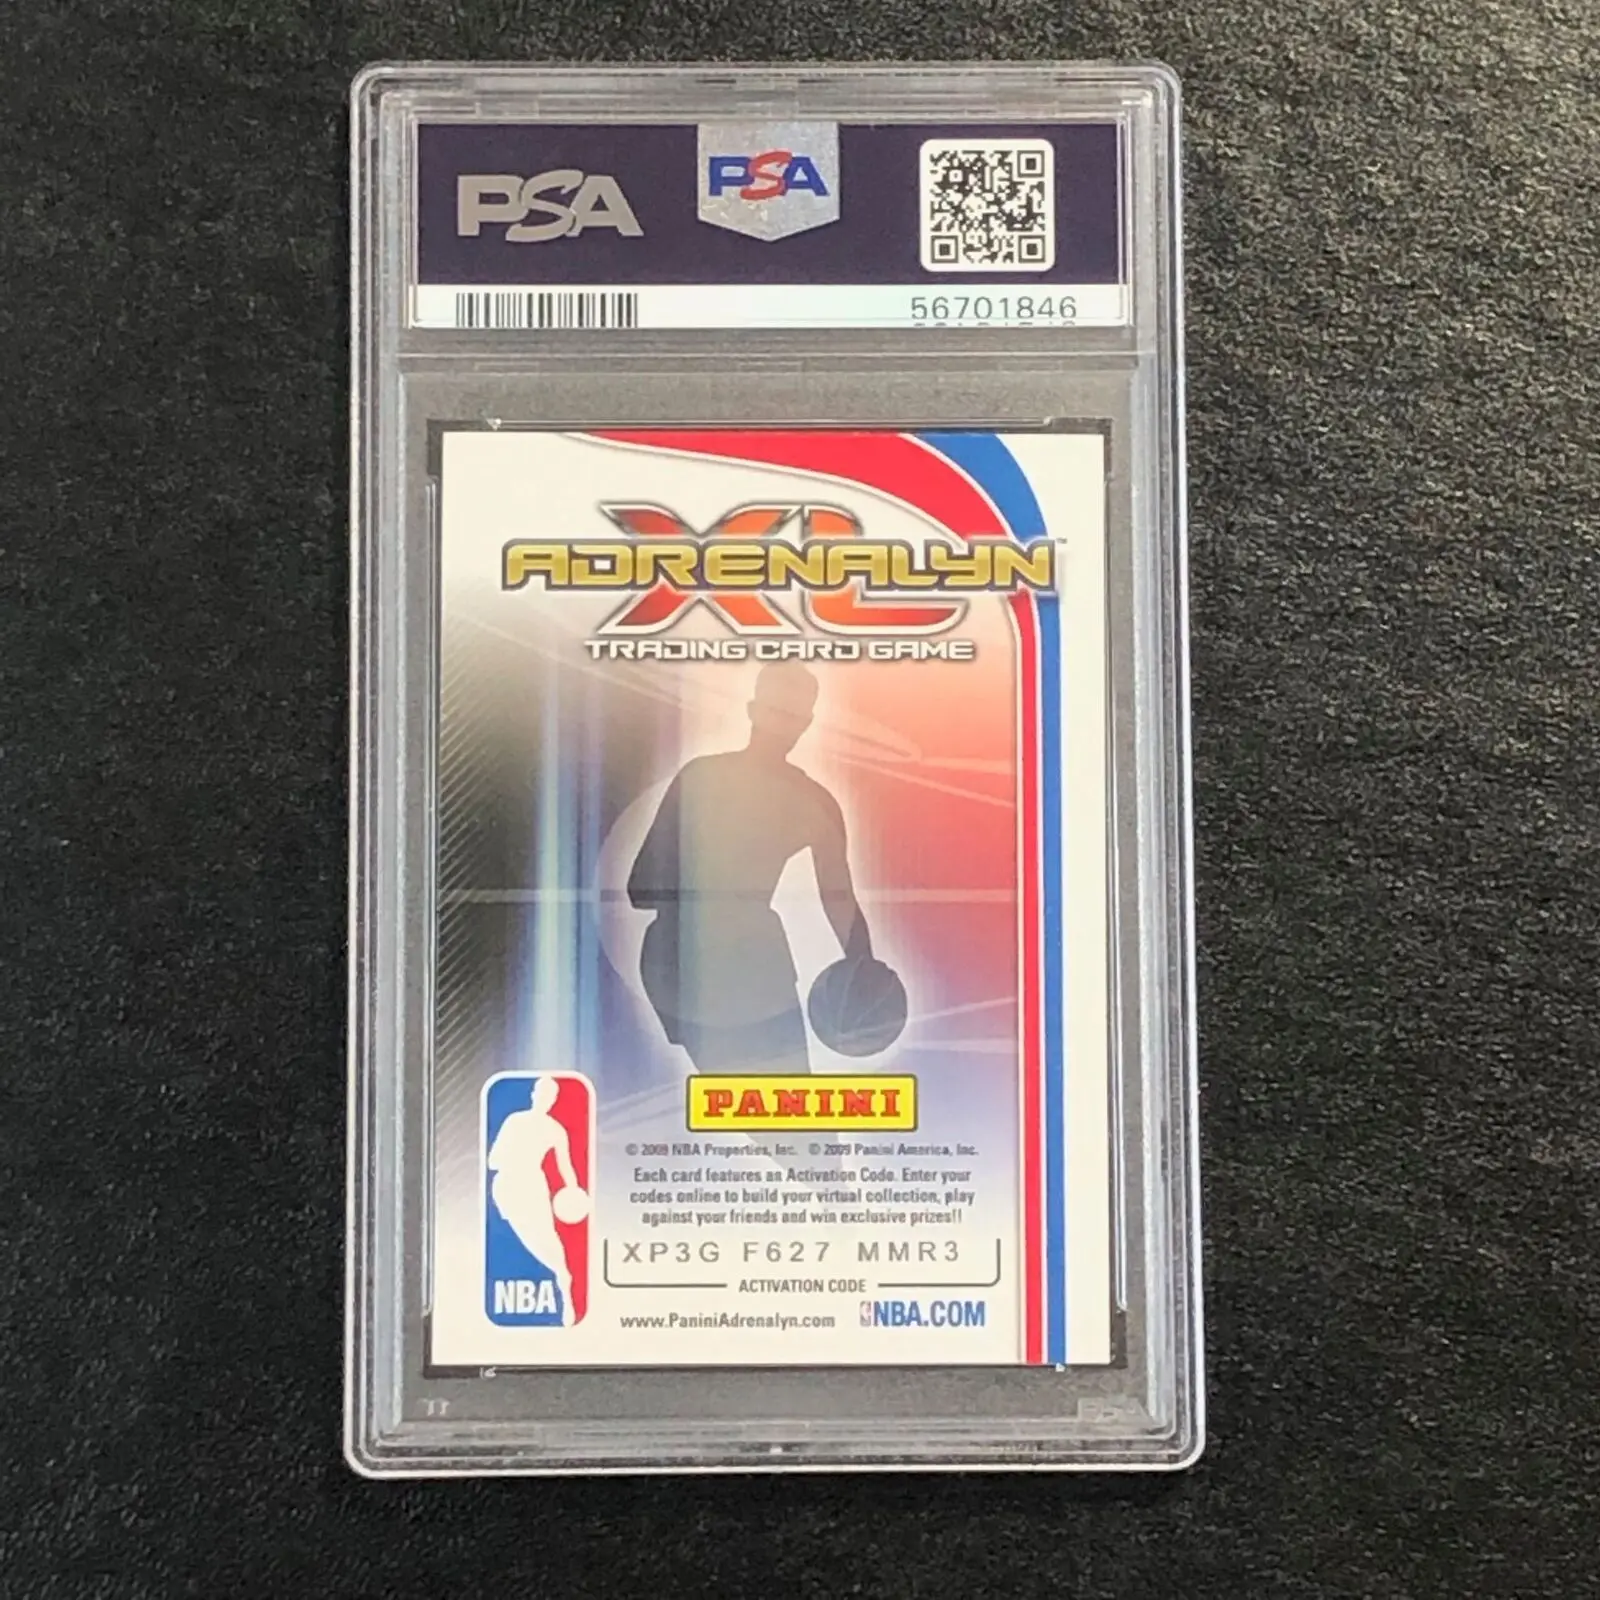 PSA
PSA
56701846
ADRENALYN
XL
TRADING CARD GAME
PANINI
© 2009 NBA Properties, Inc. © 2009 Panini America, Inc.
Each card features an Activation Code. Enter your
codes online to build your virtual collection, play
against your friends and win exclusive prizes!!
XP3G F627 MMR3
ACTIVATION CODE
NBA
www.PaniniAdrenalyn.com NBA.COM
PSA